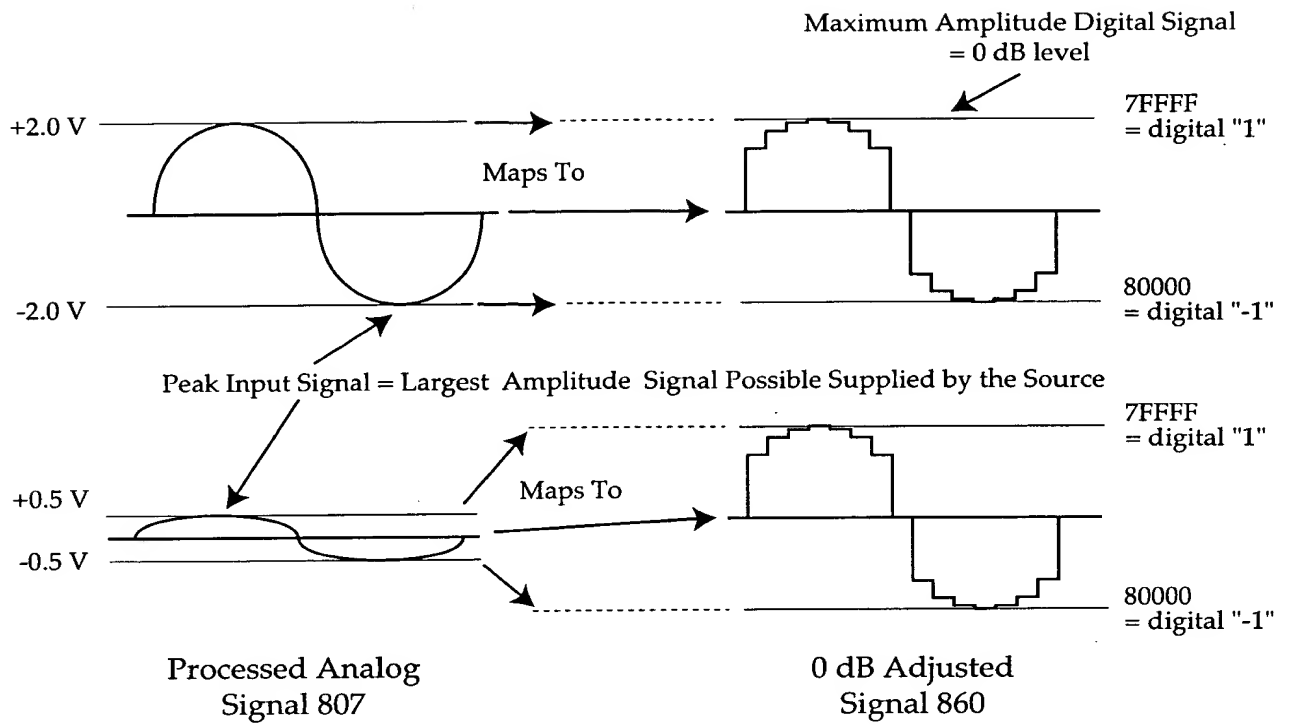 Maximum Amplitude Digital Signal
= 0 dB level
+2.0 V
7FFFF
= digital "1"
Maps To
-2.0 V
80000
= digital "-1"
Peak Input Signal = Largest Amplitude Signal Possible Supplied by the Source
7FFFF
= digital "1"
+0.5 V
Maps To
-0.5 V
80000
= digital "-1"
Processed Analog
Signal 807
0 dB Adjusted
Signal 860